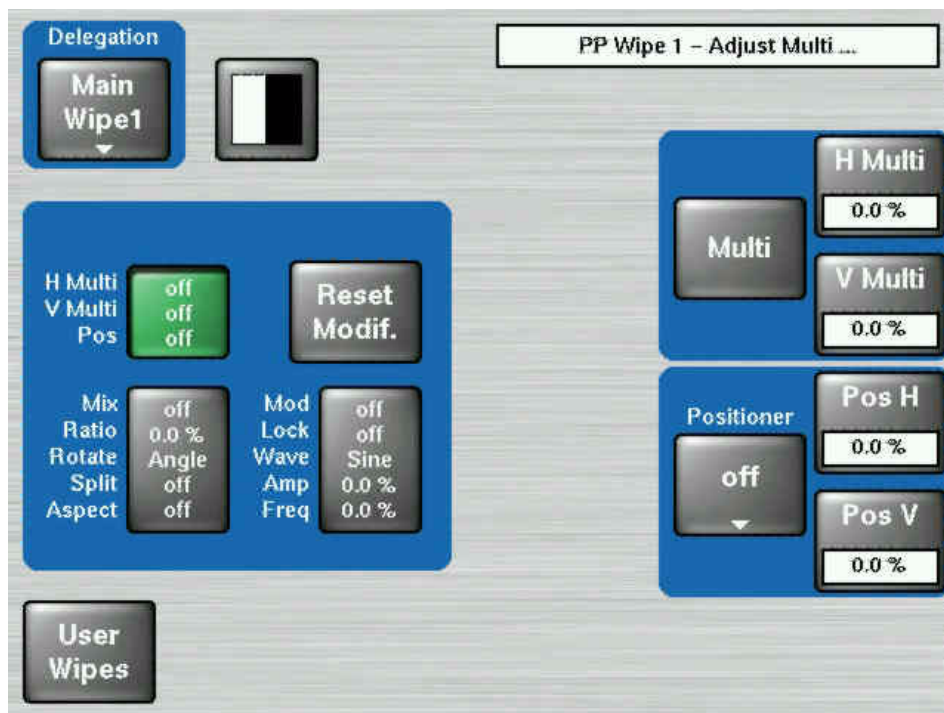 Delegation
Main
Wipe1
PP Wipe 1 - Adjust Multi ...
H Multi
0.0 %
Multi
V Multi
0.0 %
H Multi off
V Multi off
Pos off
Reset
Modif.
Mix off
Ratio 0.0 %
Rotate Angle
Split off
Aspect off
Mod off
Lock off
Wave Sine
Amp 0.0 %
Freq 0.0 %
Positioner
off
Pos H
0.0 %
Pos V
0.0 %
User
Wipes